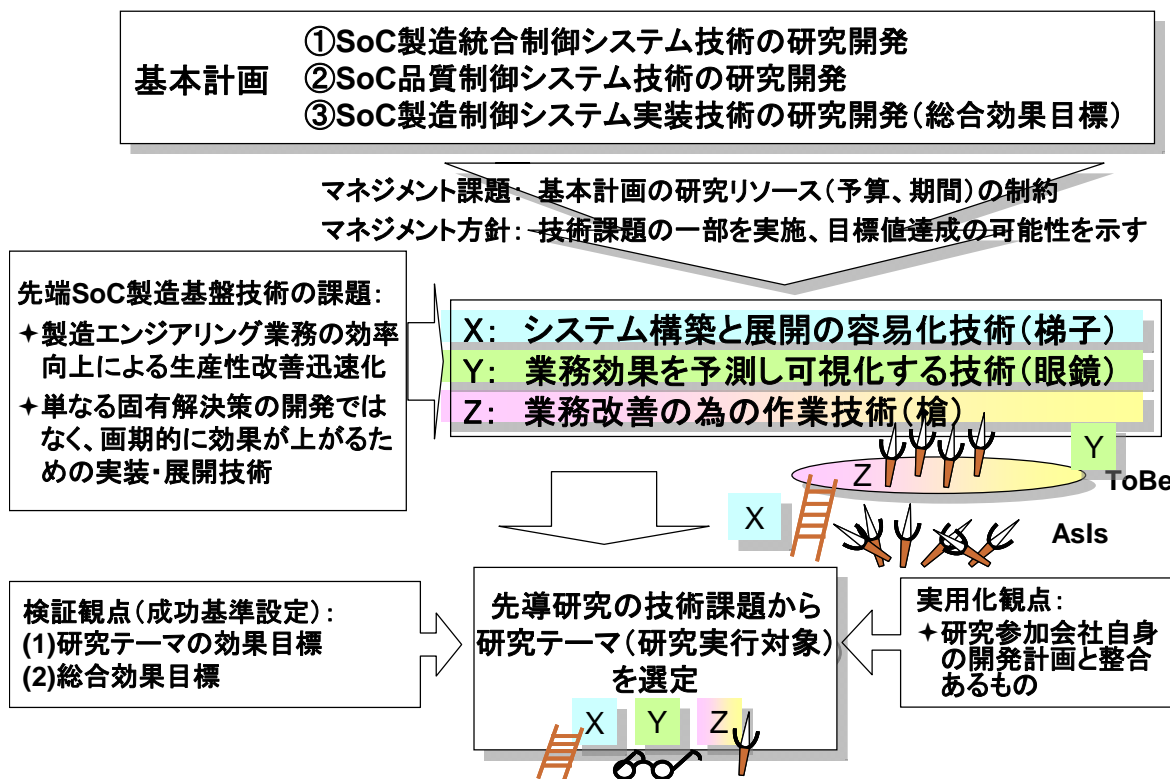 基本計画
①SoC製造統合制御システム技術の研究開発
②SoC品質制御システム技術の研究開発
③SoC製造制御システム実装技術の研究開発（総合効果目標）
マネジメント課題： 基本計画の研究リソース（予算、期間）の制約
マネジメント方針： 技術課題の一部を実施、目標値達成の可能性を示す
先端SoC製造基盤技術の課題：
製造エンジアリング業務の効率
向上による生産性改善迅速化
単なる固有解決策の開発では
なく、画期的に効果が上がるた
めの実装・展開技術
X： システム構築と展開の容易化技術（梯子）
Y： 業務効果を予測し可視化する技術（眼鏡）
Z： 業務改善の為の作業技術（槍）
Y
Z
ToBe
X
AsIs
検証観点（成功基準設定）：
(1)研究テーマの効果目標
(2)総合効果目標
先導研究の技術課題から
研究テーマ（研究実行対象）
を選定
X Y Z
実用化観点：
研究参加会社自身
の開発計画と整合
あるもの